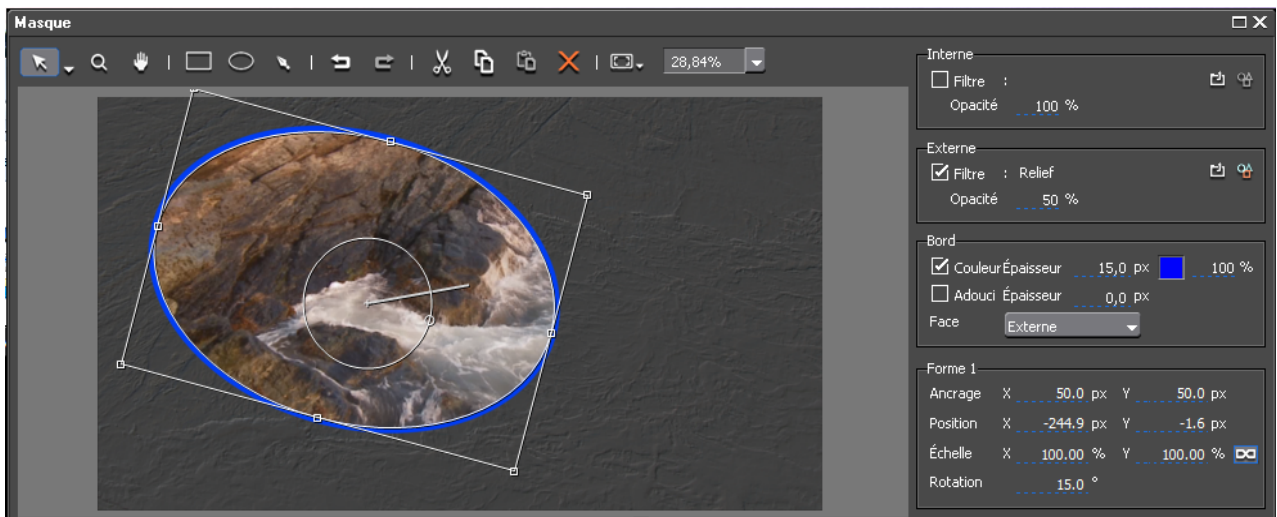 Masque
28,84%
Interne
Filtre :
Opacité 100 %
Externe
Filtre : Relief
Opacité 50 %
Bord
Couleur Épaisseur 15,0 px 100 %
Adouci Épaisseur 0,0 px
Face Externe
Forme 1
Ancrage X 50.0 px Y 50.0 px
Position X -244.9 px Y -1.6 px
Échelle X 100.00 % Y 100.00 %
Rotation 15.0 °